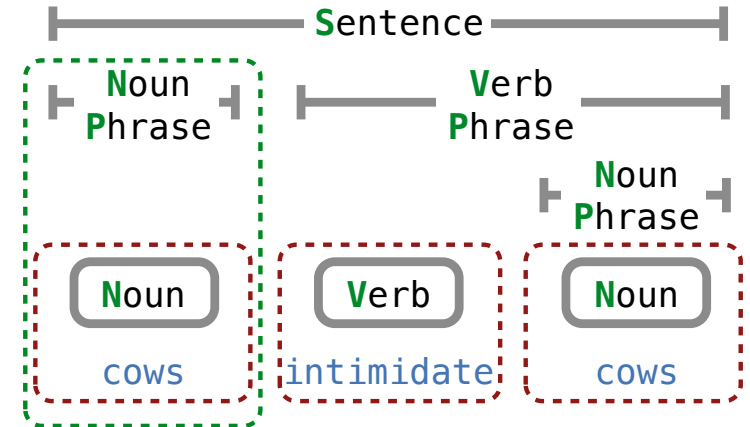 Sentence
Noun Verb
Phrase Phrase
Noun
Phrase
Noun Verb Noun
cows intimidate cows